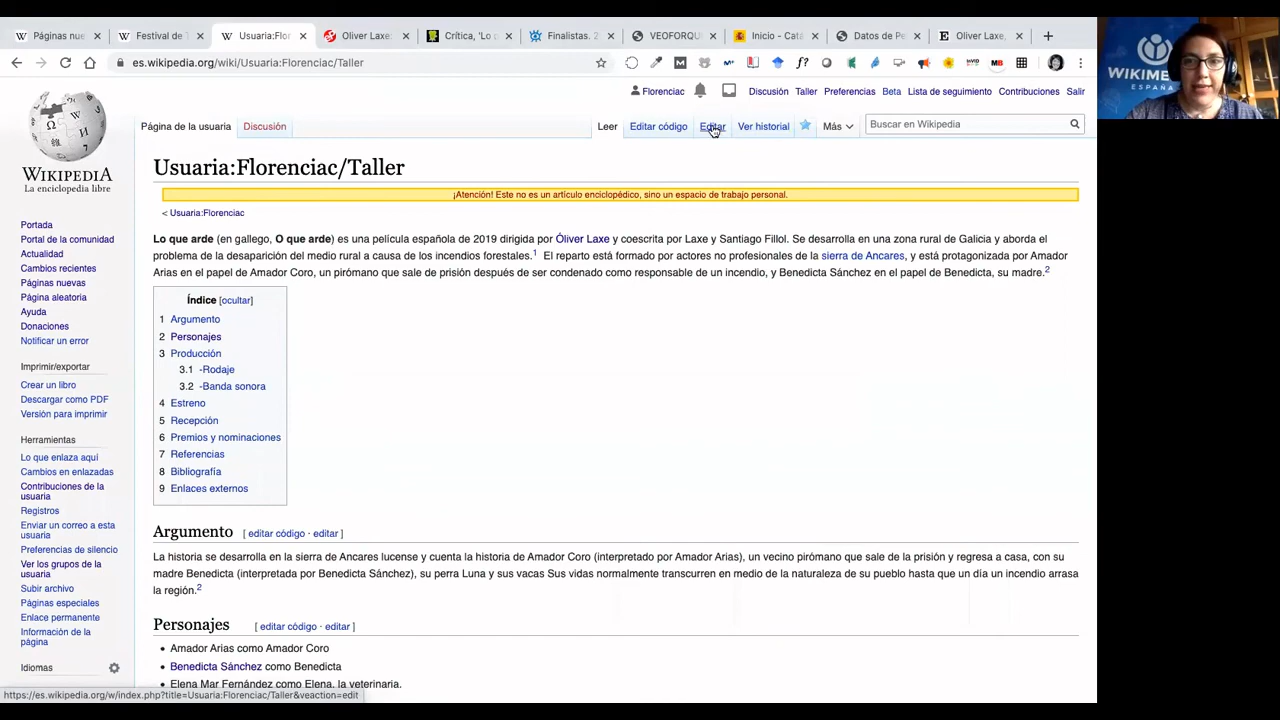 Páginas nue
Festival de T
Usuaria:Flor
Oliver Laxe:
Crítica, 'Lo q
Finalistas. 2
VEOFORQU
Inicio - Cata
Datos de Pe
Oliver Laxe,
es.wikipedia.org/wiki/Usuaria:Florenciac/Taller
Florenciac Discusión Taller Preferencias Beta Lista de seguimiento Contribuciones Salir
Página de la usuaria Discusión Leer Editar código Editar Ver historial Más Buscar en Wikipedia
WIKIPEDIA
La enciclopedia libre
Portada
Portal de la comunidad
Actualidad
Cambios recientes
Páginas nuevas
Página aleatoria
Ayuda
Donaciones
Notificar un error
Imprimir/exportar
Crear un libro
Descargar como PDF
Versión para imprimir
Herramientas
Lo que enlaza aquí
Cambios en enlazadas
Contribuciones de la
usuaria
Registros
Enviar un correo a esta
usuaria
Preferencias de silencio
Ver los grupos de la
usuaria
Subir archivo
Páginas especiales
Enlace permanente
Información de la
página
Idiomas
Usuaria:Florenciac/Taller
¡Atención! Este no es un artículo enciclopédico, sino un espacio de trabajo personal.
< Usuaria:Florenciac
Lo que arde (en gallego, O que arde) es una película española de 2019 dirigida por Óliver Laxe y coescrita por Laxe y Santiago Fillol. Se desarrolla en una zona rural de Galicia y aborda el
problema de la desaparición del medio rural a causa de los incendios forestales.1 El reparto está formado por actores no profesionales de la sierra de Ancares, y está protagonizada por Amador
Arias en el papel de Amador Coro, un pirómano que sale de prisión después de ser condenado como responsable de un incendio, y Benedicta Sánchez en el papel de Benedicta, su madre.2
Índice [ocultar]
1 Argumento
2 Personajes
3 Producción
3.1 -Rodaje
3.2 -Banda sonora
4 Estreno
5 Recepción
6 Premios y nominaciones
7 Referencias
8 Bibliografía
9 Enlaces externos
Argumento [ editar código · editar ]
La historia se desarrolla en la sierra de Ancares lucense y cuenta la historia de Amador Coro (interpretado por Amador Arias), un vecino pirómano que sale de la prisión y regresa a casa, con su
madre Benedicta (interpretada por Benedicta Sánchez), su perra Luna y sus vacas Sus vidas normalmente transcurren en medio de la naturaleza de su pueblo hasta que un día un incendio arrasa
la región.2
Personajes [ editar código · editar ]
• Amador Arias como Amador Coro
• Benedicta Sánchez como Benedicta
• Elena Mar Fernández como Elena, la veterinaria.
https://es.wikipedia.org/w/index.php?title=Usuaria:Florenciac/Taller&veaction=edit
ESPAÑA